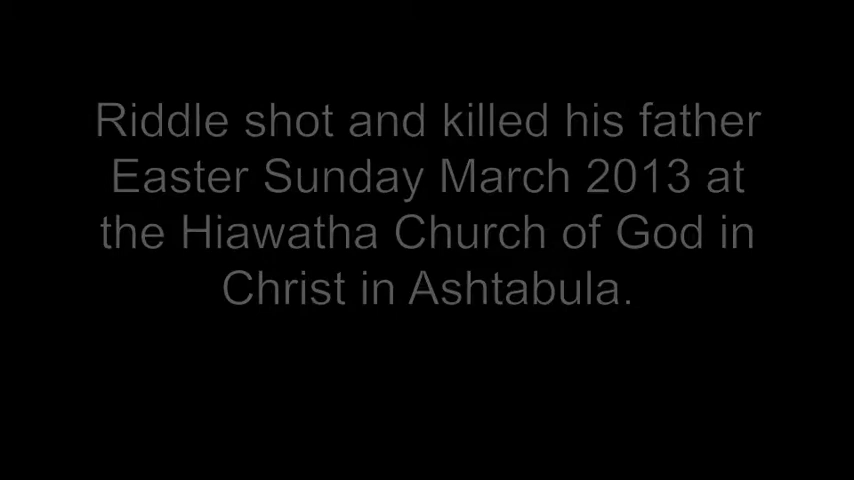 Riddle shot and killed his father
Easter Sunday March 2013 at
the Hiawatha Church of God in
Christ in Ashtabula.